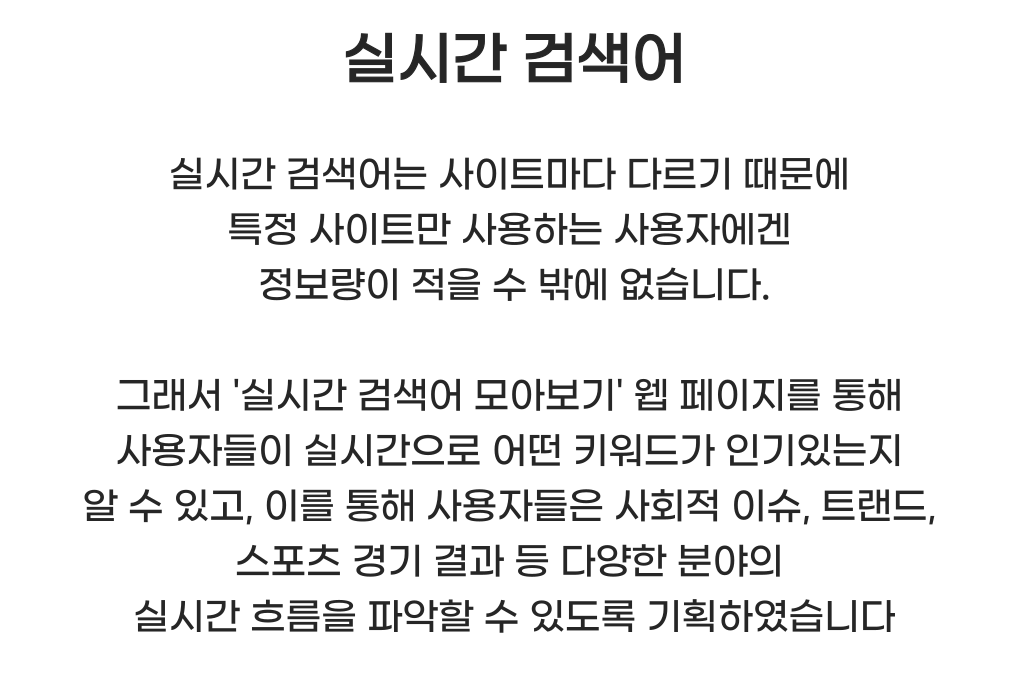 실시간 검색어
실시간 검색어는 사이트마다 다르기 때문에
특정 사이트만 사용하는 사용자에겐
정보량이 적을 수 밖에 없습니다.
그래서 '실시간 검색어 모아보기' 웹 페이지를 통해
사용자들이 실시간으로 어떤 키워드가 인기있는지
알 수 있고, 이를 통해 사용자들은 사회적 이슈, 트랜드,
스포츠 경기 결과 등 다양한 분야의
실시간 흐름을 파악할 수 있도록 기획하였습니다